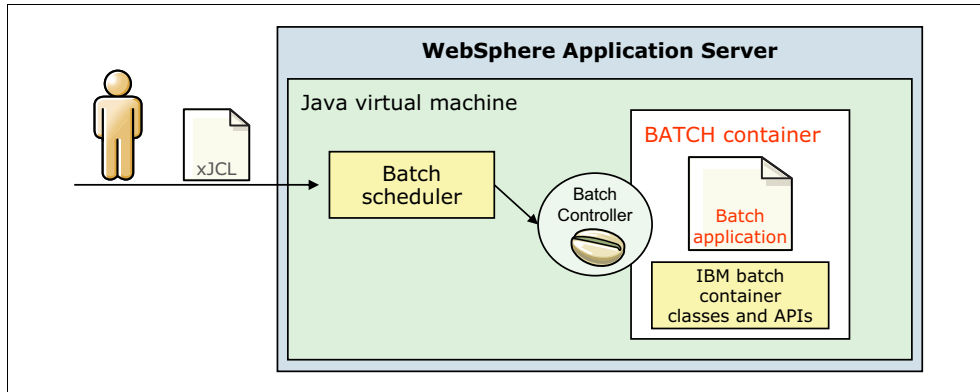 WebSphere Application Server
Java virtual machine
xJCL
Batch
scheduler
Batch
Controller
BATCH container
Batch
application
IBM batch
container
classes and APIs